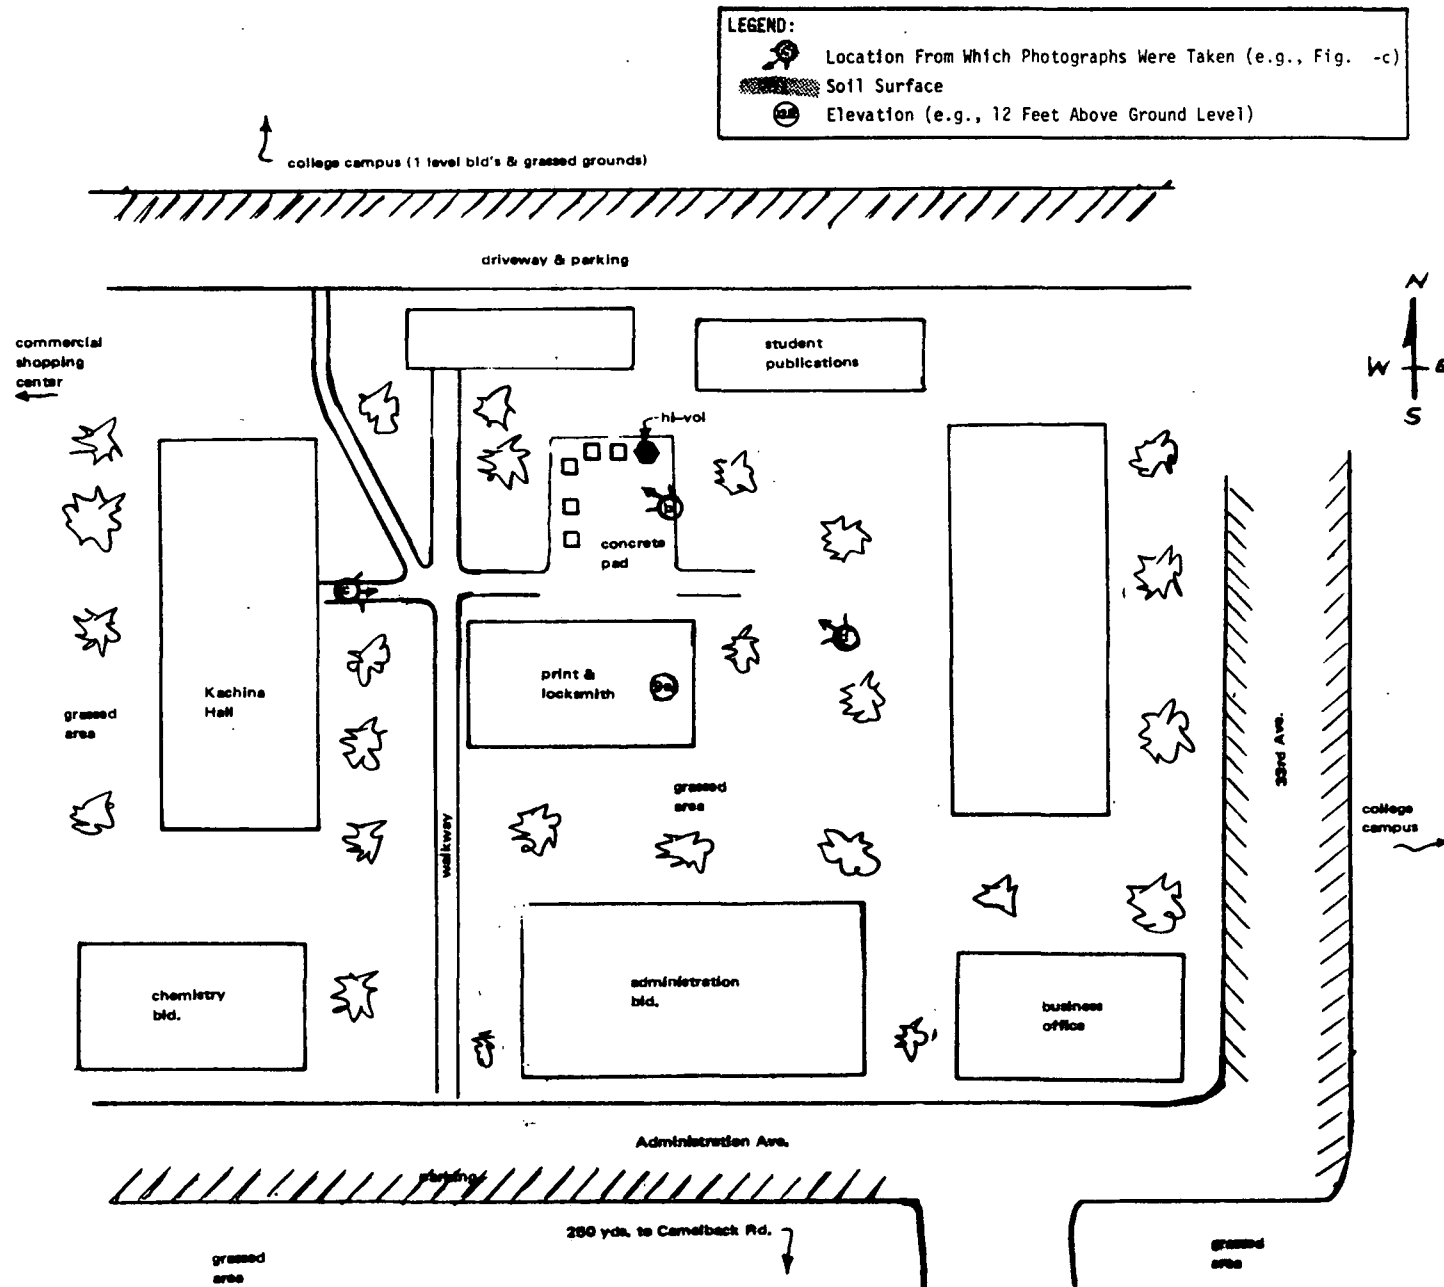 LEGEND:
Location From Which Photographs Were Taken (e.g., Fig. -c)
Soil Surface
Elevation (e.g., 12 Feet Above Ground Level)
college campus (1 level bld's & grassed grounds)
driveway & parking
N
W
S
commercial
shopping
center
student
publications
hi-vol
concrete
pad
print &
locksmith
Kachina
Hall
grassed
area
grassed
area
33rd Ave.
college
campus
walkway
chemistry
bld.
administration
bld.
business
office
Administration Ave.
parking
250 yds. to Camelback Rd.
grassed
area
grassed
area